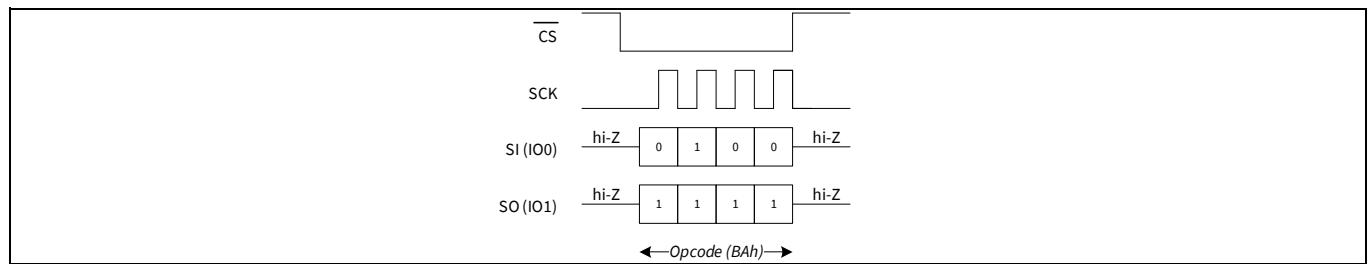 CS
SCK
hi-Z 0 1 0 0 hi-Z
SI (IO0)
hi-Z 1 1 1 1 hi-Z
SO (IO1)
Opcode (BAh)